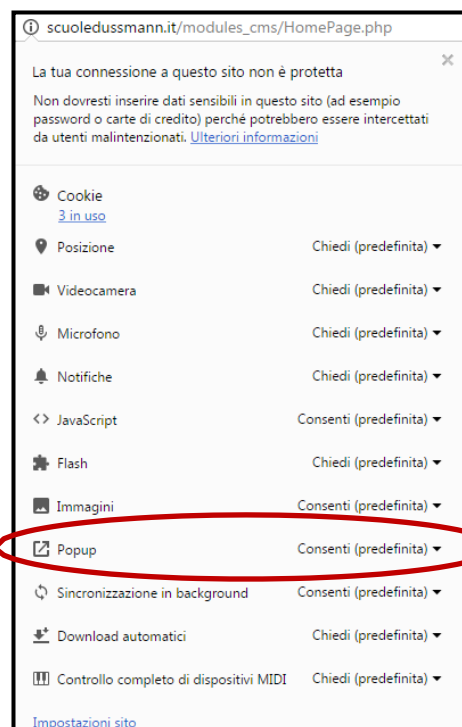 scuoledussmann.it/modules_cms/HomePage.php
La tua connessione a questo sito non è protetta
Non dovresti inserire dati sensibili in questo sito (ad esempio
password o carte di credito) perché potrebbero essere intercettati
da utenti malintenzionati. Ulteriori informazioni
Cookie
3 in uso
Posizione Chiedi (predefinita)
Videocamera Chiedi (predefinita)
Microfono Chiedi (predefinita)
Notifiche Chiedi (predefinita)
JavaScript Consenti (predefinita)
Flash Chiedi (predefinita)
Immagini Consenti (predefinita)
Popup Consenti (predefinita)
Sincronizzazione in background Consenti (predefinita)
Download automatici Chiedi (predefinita)
Controllo completo di dispositivi MIDI Chiedi (predefinita)
Impostazioni sito